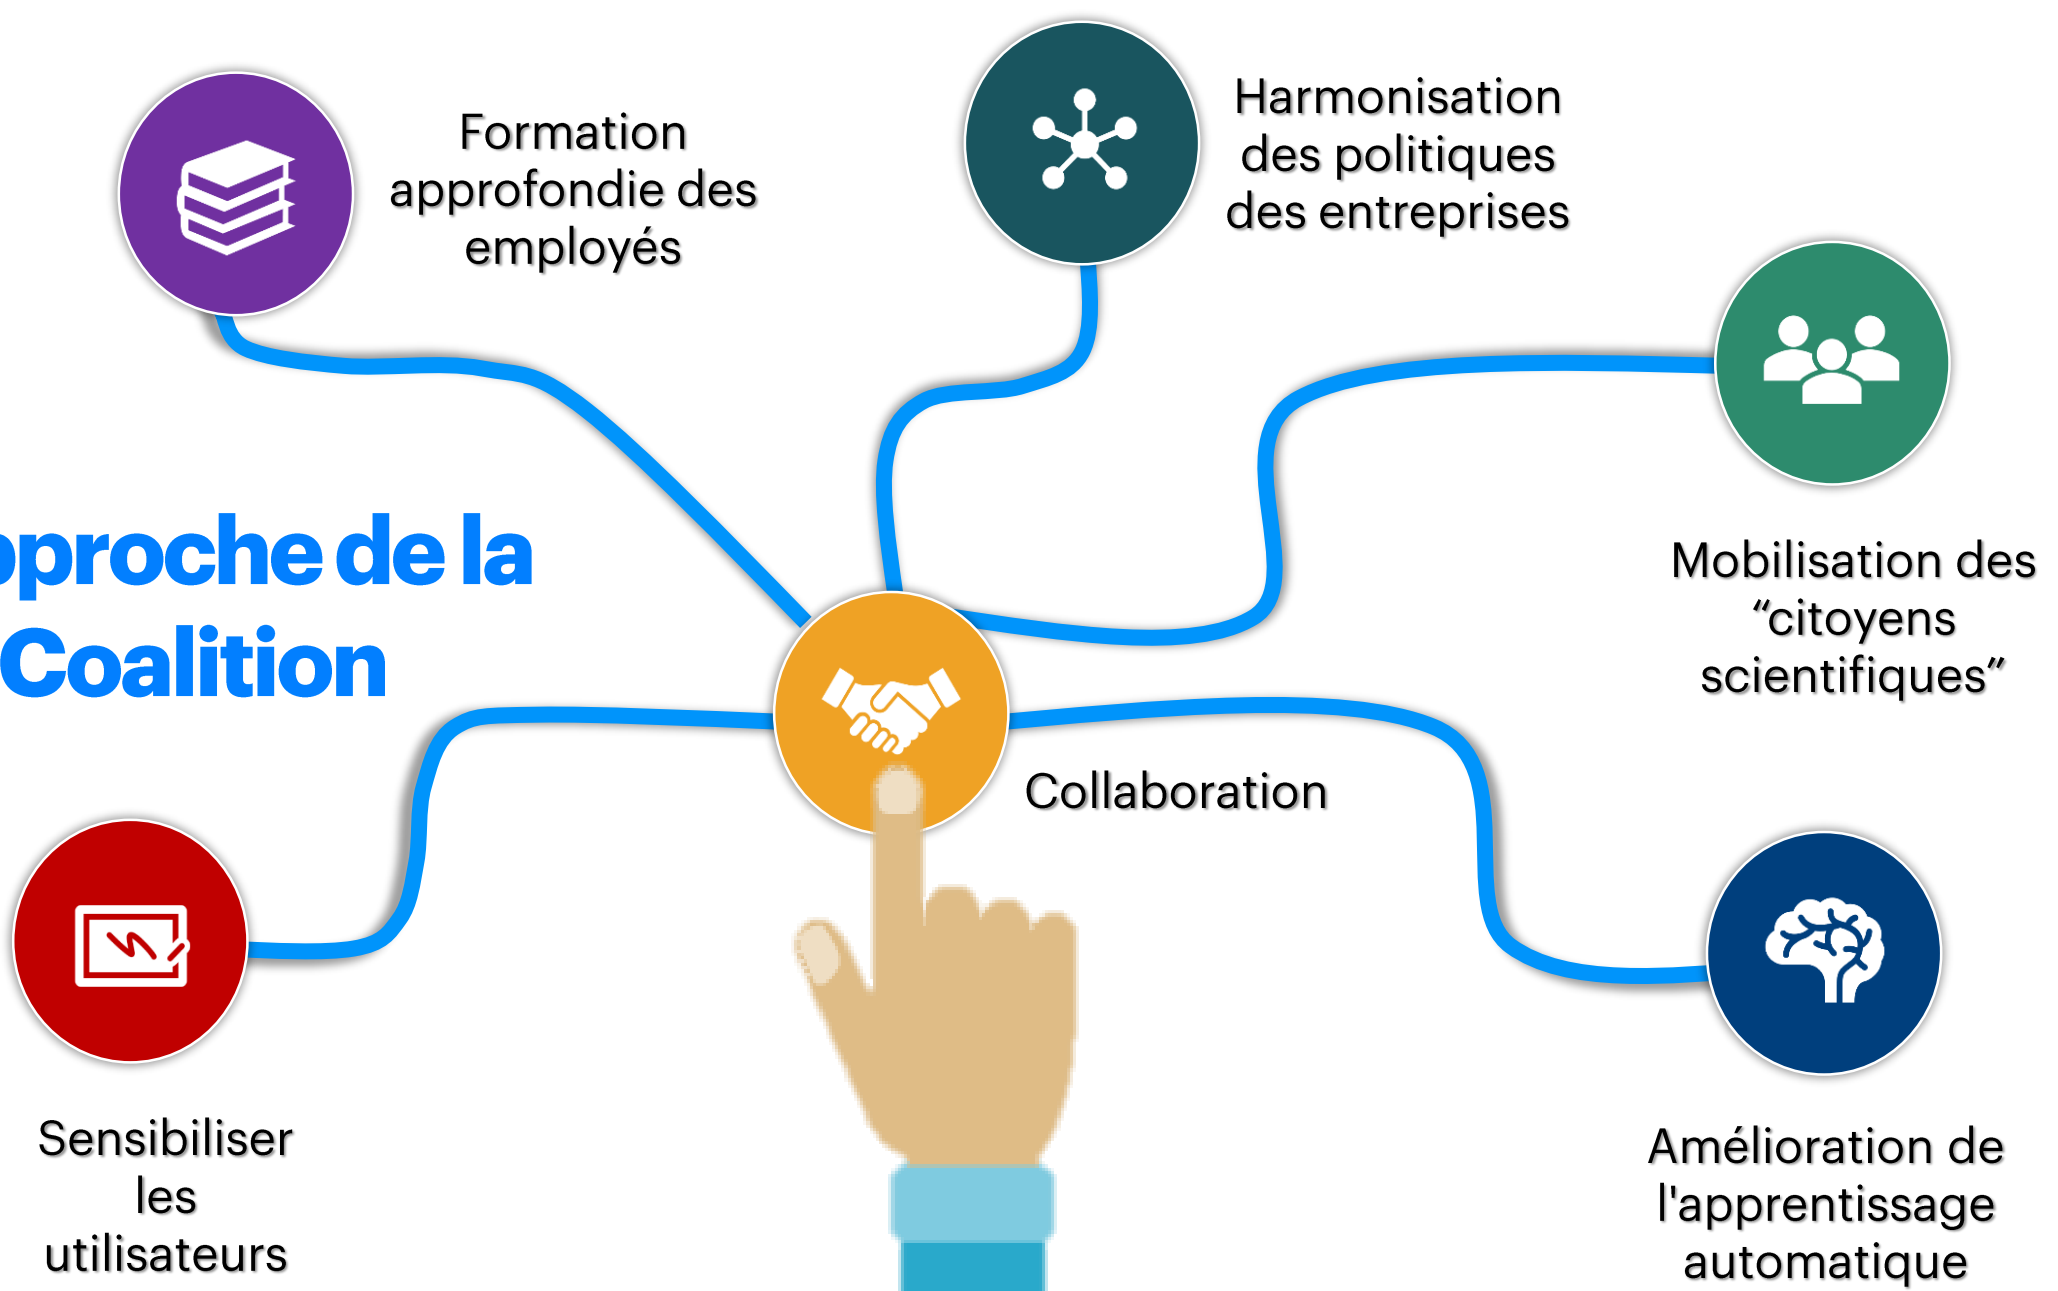 Formation
approfondie des
employés
Harmonisation
des politiques
des entreprises
pproche de la
Coalition
Mobilisation des
“citoyens
scientifiques”
Collaboration
Sensibiliser
les
utilisateurs
Amélioration de
l'apprentissage
automatique